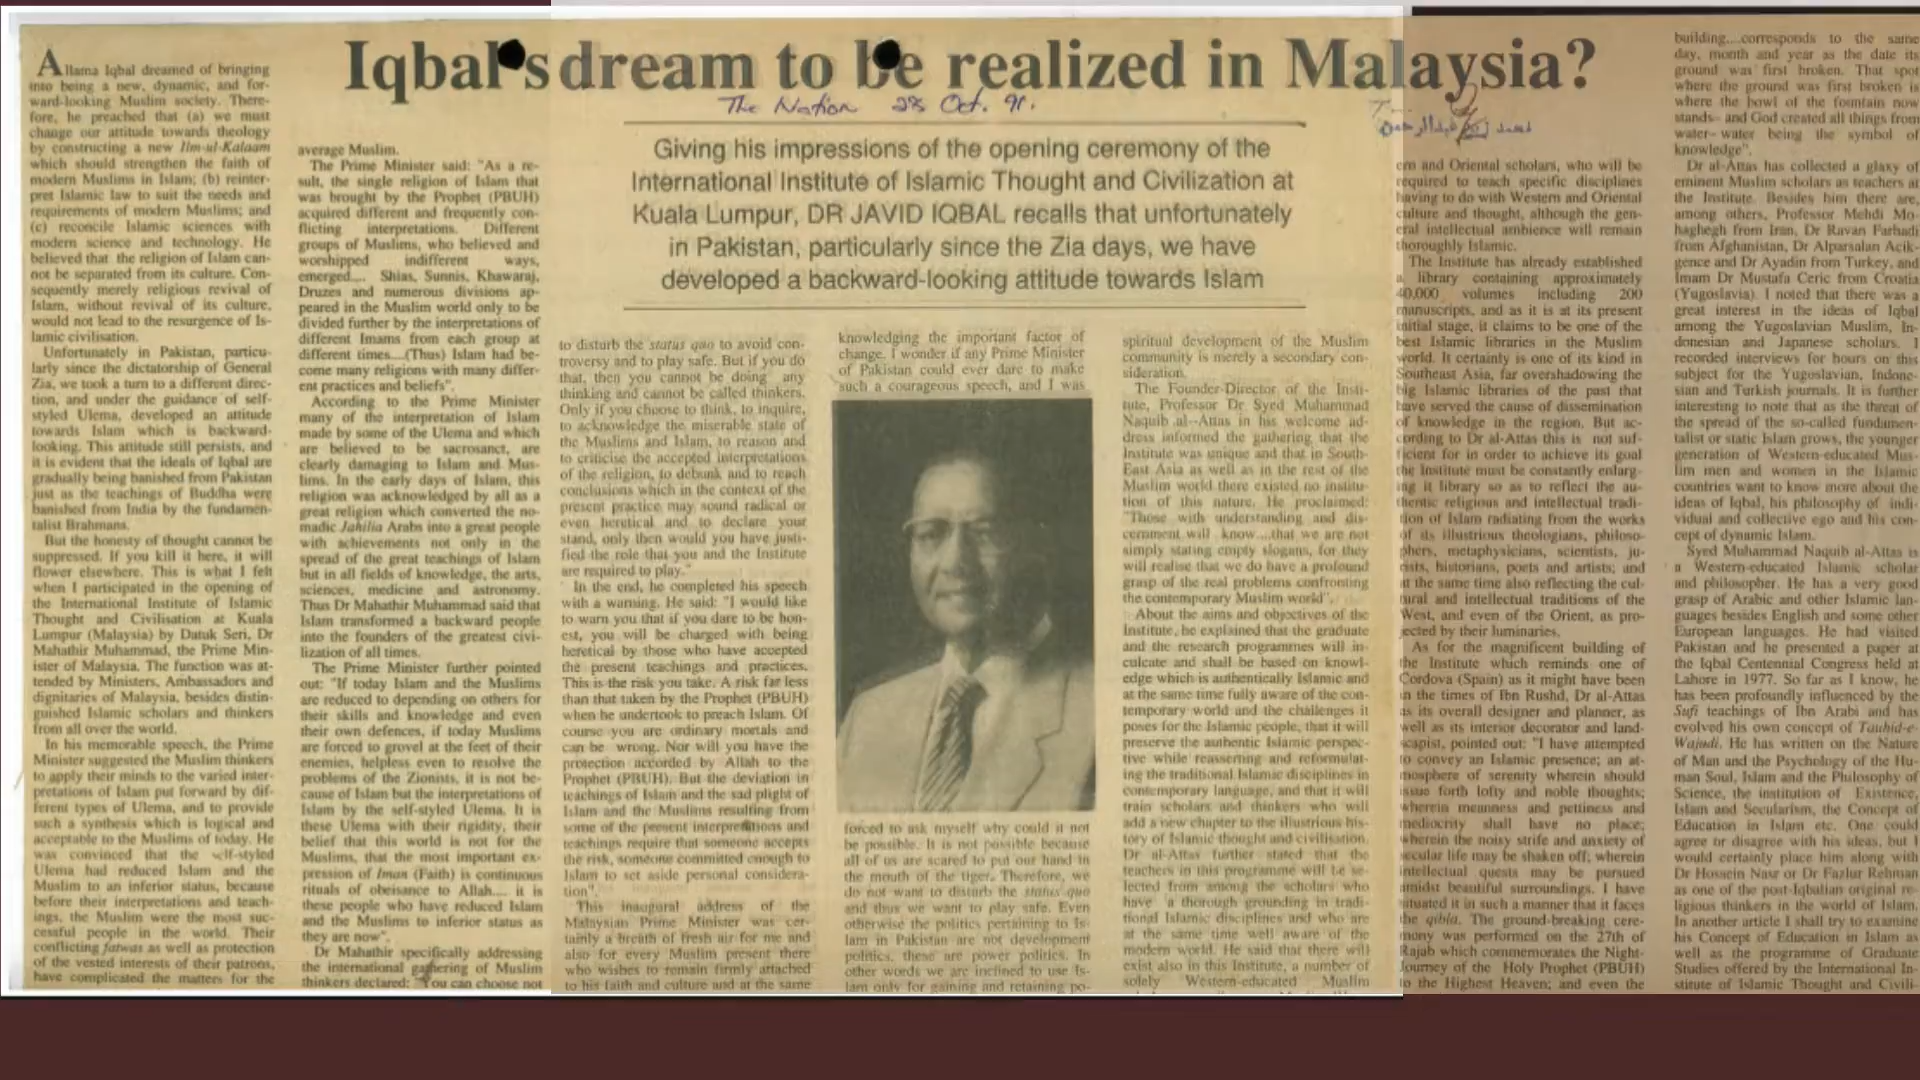 Iqbal's dream to be realized in Malaysia?
The Nation 28 Oct. 91.
Giving his impressions of the opening ceremony of the
International Institute of Islamic Thought and Civilization at
Kuala Lumpur, DR JAVID IQBAL recalls that unfortunately
in Pakistan, particularly since the Zia days, we have
developed a backward-looking attitude towards Islam
Allama Iqbal dreamed of bringing
into being a new, dynamic, and for-
ward-looking Muslim society. There-
fore, he preached that (a) we must
change our attitude towards theology
by constructing a new Ilm-ul-Kalaam
which should strengthen the faith of
modern Muslims in Islam; (b) reinter-
pret Islamic law to suit the needs and
requirements of modern Muslims; and
(c) reconcile Islamic sciences with
modern science and technology. He
believed that the religion of Islam can-
not be separated from its culture. Con-
sequently merely religious revival of
Islam, without revival of its culture,
would not lead to the resurgence of Is-
lamic civilisation.
Unfortunately in Pakistan, particu-
larly since the dictatorship of General
Zia, we took a turn to a different direc-
tion, and under the guidance of self-
styled Ulema, developed an attitude
towards Islam which is backward-
looking. This attitude still persists, and
it is evident that the ideals of Iqbal are
gradually being banished from Pakistan
just as the teachings of Buddha were
banished from India by the fundamen-
talist Brahmans.
But the honesty of thought cannot be
suppressed. If you kill it here, it will
flower elsewhere. This is what I felt
when I participated in the opening of
the International Institute of Islamic
Thought and Civilisation at Kuala
Lumpur (Malaysia) by Datuk Seri, Dr
Mahathir Muhammad, the Prime Min-
ister of Malaysia. The function was at-
tended by Ministers, Ambassadors and
dignitaries of Malaysia, besides distin-
guished Islamic scholars and thinkers
from all over the world.
In his memorable speech, the Prime
Minister suggested the Muslim thinkers
to apply their minds to the varied inter-
pretations of Islam put forward by dif-
ferent types of Ulema, and to provide
such a synthesis which is logical and
acceptable to the Muslims of today. He
was convinced that the self-styled
Ulema had reduced Islam and the
Muslim to an inferior status, because
before their interpretations and teach-
ings, the Muslim were the most suc-
cessful people in the world. Their
conflicting fatwas as well as protection
of the vested interests of their patrons,
have complicated the matters for the
average Muslim.
The Prime Minister said: "As a re-
sult, the single religion of Islam that
was brought by the Prophet (PBUH)
acquired different and frequently con-
flicting interpretations. Different
groups of Muslims, who believed and
worshipped indifferent ways,
emerged.... Shias, Sunnis, Khawaraj,
Druzes and numerous divisions ap-
peared in the Muslim world only to be
divided further by the interpretations of
different Imams from each group at
different times....(Thus) Islam had be-
come many religions with many differ-
ent practices and beliefs".
According to the Prime Minister
many of the interpretation of Islam
made by some of the Ulema and which
are believed to be sacrosanct, are
clearly damaging to Islam and Mus-
lims. In the early days of Islam, this
religion was acknowledged by all as a
great religion which converted the no-
madic Jahilia Arabs into a great people
with achievements not only in the
spread of the great teachings of Islam
but in all fields of knowledge, the arts,
sciences, medicine and astronomy.
Thus Dr Mahathir Muhammad said that
Islam transformed a backward people
into the founders of the greatest civi-
lization of all times.
The Prime Minister further pointed
out: "If today Islam and the Muslims
are reduced to depending on others for
their skills and knowledge and even
their own defences, if today Muslims
are forced to grovel at the feet of their
enemies, helpless even to resolve the
problems of the Zionists, it is not be-
cause of Islam but the interpretations of
Islam by the self-styled Ulema. It is
these Ulema with their rigidity, their
belief that this world is not for the
Muslims, that the most important ex-
pression of Iman (Faith) is continuous
rituals of obeisance to Allah.... it is
these people who have reduced Islam
and the Muslims to inferior status as
they are now".
Dr Mahathir specifically addressing
the international gathering of Muslim
thinkers declared: "You can choose not
to disturb the status quo to avoid con-
troversy and to play safe. But if you do
that, then you cannot be doing any
thinking and cannot be called thinkers.
Only if you choose to think, to inquire,
to acknowledge the miserable state of
the Muslims and Islam, to reason and
to criticise the accepted interpretations
of the religion, to debunk and to reach
conclusions which in the context of the
present practice may sound radical or
even heretical and to declare your
stand, only then would you have justi-
fied the role that you and the Institute
are required to play."
In the end, he completed his speech
with a warning. He said: "I would like
to warn you that if you dare to be hon-
est, you will be charged with being
heretical by those who have accepted
the present teachings and practices.
This is the risk you take. A risk far less
than that taken by the Prophet (PBUH)
when he undertook to preach Islam. Of
course you are ordinary mortals and
can be wrong. Nor will you have the
protection accorded by Allah to the
Prophet (PBUH). But the deviation in
teachings of Islam and the sad plight of
Islam and the Muslims resulting from
some of the present interpretations and
teachings require that someone accepts
the risk, someone committed enough to
Islam to set aside personal considera-
tion".
This inaugural address of the
Malaysian Prime Minister was cer-
tainly a breath of fresh air for me and
also for every Muslim present there
who wishes to remain firmly attached
to his faith and culture and at the same
knowledging the important factor of
change. I wonder if any Prime Minister
of Pakistan could ever dare to make
such a courageous speech, and I was
forced to ask myself why could it not
be possible. It is not possible because
all of us are scared to put our hand in
the mouth of the tiger. Therefore, we
do not want to disturb the status quo
and thus we want to play safe. Even
otherwise the politics pertaining to Is-
lam in Pakistan are not development
politics, these are power politics. In
other words we are inclined to use Is-
lam only for gaining and retaining po-
spiritual development of the Muslim
community is merely a secondary con-
sideration.
The Founder-Director of the Insti-
tute, Professor Dr Syed Muhammad
Naquib al--Attas in his welcome ad-
dress informed the gathering that the
Institute was unique and that in South-
East Asia as well as in the rest of the
Muslim world there existed no institu-
tion of this nature. He proclaimed:
"Those with understanding and dis-
cernment will know....that we are not
simply stating empty slogans, for they
will realise that we do have a profound
grasp of the real problems confronting
the contemporary Muslim world".
About the aims and objectives of the
Institute, he explained that the graduate
and the research programmes will in-
culcate and shall be based on knowl-
edge which is authentically Islamic and
at the same time fully aware of the con-
temporary world and the challenges it
poses for the Islamic people, that it will
preserve the authentic Islamic perspec-
tive while reasserting and reformulat-
ing the traditional Islamic disciplines in
contemporary language, and that it will
train scholars and thinkers who will
add a new chapter to the illustrious his-
tory of Islamic thought and civilisation.
Dr al-Attas further stated that the
teachers in this programme will be se-
lected from among the scholars who
have a thorough grounding in tradi-
tional Islamic disciplines and who are
at the same time well aware of the
modern world. He said that there will
exist also in this Institute, a number of
solely Western-educated Muslim
ern and Oriental scholars, who will be
required to teach specific disciplines
having to do with Western and Oriental
culture and thought, although the gen-
eral intellectual ambience will remain
thoroughly Islamic.
The Institute has already established
a library containing approximately
40,000 volumes including 200
manuscripts, and as it is at its present
initial stage, it claims to be one of the
best Islamic libraries in the Muslim
world. It certainly is one of its kind in
Southeast Asia, far overshadowing the
big Islamic libraries of the past that
have served the cause of dissemination
of knowledge in the region. But ac-
cording to Dr al-Attas this is not suf-
ficient for in order to achieve its goal
the Institute must be constantly enlarg-
ing it library so as to reflect the au-
thentic religious and intellectual tradi-
tion of Islam radiating from the works
of its illustrious theologians, philoso-
phers, metaphysicians, scientists, ju-
rists, historians, poets and artists; and
at the same time also reflecting the cul-
tural and intellectual traditions of the
West, and even of the Orient, as pro-
jected by their luminaries.
As for the magnificent building of
the Institute which reminds one of
Cordova (Spain) as it might have been
in the times of Ibn Rushd, Dr al-Attas
as its overall designer and planner, as
well as its interior decorator and land-
scapist, pointed out: "I have attempted
to convey an Islamic presence; an at-
mosphere of serenity wherein should
issue forth lofty and noble thoughts;
wherein meanness and pettiness and
mediocrity shall have no place;
wherein the noisy strife and anxiety of
secular life may be shaken off; wherein
intellectual quests may be pursued
amidst beautiful surroundings. I have
situated it in such a manner that it faces
the qibla. The ground-breaking cere-
mony was performed on the 27th of
Rajab which commemorates the Night-
Journey of the Holy Prophet (PBUH)
to the Highest Heaven; and even the
building....corresponds to the same
day, month and year as the date its
ground was first broken. That spot
where the ground was first broken is
where the bowl of the fountain now
stands-- and God created all things from
water-- water being the symbol of
knowledge".
Dr al-Attas has collected a glaxy of
eminent Muslim scholars as teachers at
the Institute. Besides him there are,
among others, Professor Mehdi Mo-
haghegh from Iran, Dr Ravan Farhadi
from Afghanistan, Dr Alparsalan Acik-
gence and Dr Ayadin from Turkey, and
Imam Dr Mustafa Ceric from Croatia
(Yugoslavia). I noted that there was a
great interest in the ideas of Iqbal
among the Yugoslavian Muslim, In-
donesian and Japanese scholars. I
recorded interviews for hours on this
subject for the Yugoslavian, Indone-
sian and Turkish journals. It is further
interesting to note that as the threat of
the spread of the so-called fundamen-
talist or static Islam grows, the younger
generation of Western-educated Mus-
lim men and women in the Islamic
countries want to know more about the
ideas of Iqbal, his philosophy of indi-
vidual and collective ego and his con-
cept of dynamic Islam.
Syed Muhammad Naquib al-Attas is
a Western-educated Islamic scholar
and philosopher. He has a very good
grasp of Arabic and other Islamic lan-
guages besides English and some other
European languages. He had visited
Pakistan and he presented a paper at
the Iqbal Centennial Congress held at
Lahore in 1977. So far as I know, he
has been profoundly influenced by the
Sufi teachings of Ibn Arabi and has
evolved his own concept of Tauhid-e-
Wajudi. He has written on the Nature
of Man and the Psychology of the Hu-
man Soul, Islam and the Philosophy of
Science, the institution of Existence,
Islam and Secularism, the Concept of
Education in Islam etc. One could
agree or disagree with his ideas, but I
would certainly place him along with
Dr Hossein Nasr or Dr Fazlur Rehman
as one of the post-Iqbalian original re-
ligious thinkers in the world of Islam.
In another article I shall try to examine
his Concept of Education in Islam as
well as the programme of Graduate
Studies offered by the International In-
stitute of Islamic Thought and Civili-